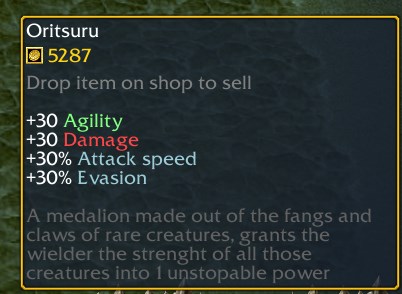 Oritsuru
5287
Drop item on shop to sell
+30 Agility
+30 Damage
+30% Attack speed
+30% Evasion
A medalion made out of the fangs and
claws of rare creatures, grants the
wielder the strenght of all those
creatures into 1 unstopable power